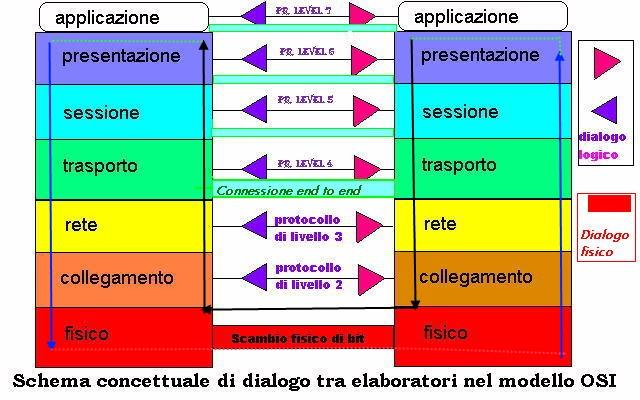 applicazione
PR. LEVEL 7
applicazione
presentazione
PR. LEVEL 6
presentazione
sessione
PR. LEVEL 5
sessione
dialogo
logico
trasporto
PR. LEVEL 4
trasporto
Connessione end to end
rete
protocollo
di livello 3
rete
Dialogo
fisico
collegamento
protocollo
di livello 2
collegamento
fisico
Scambio fisico di bit
fisico
Schema concettuale di dialogo tra elaboratori nel modello OSI